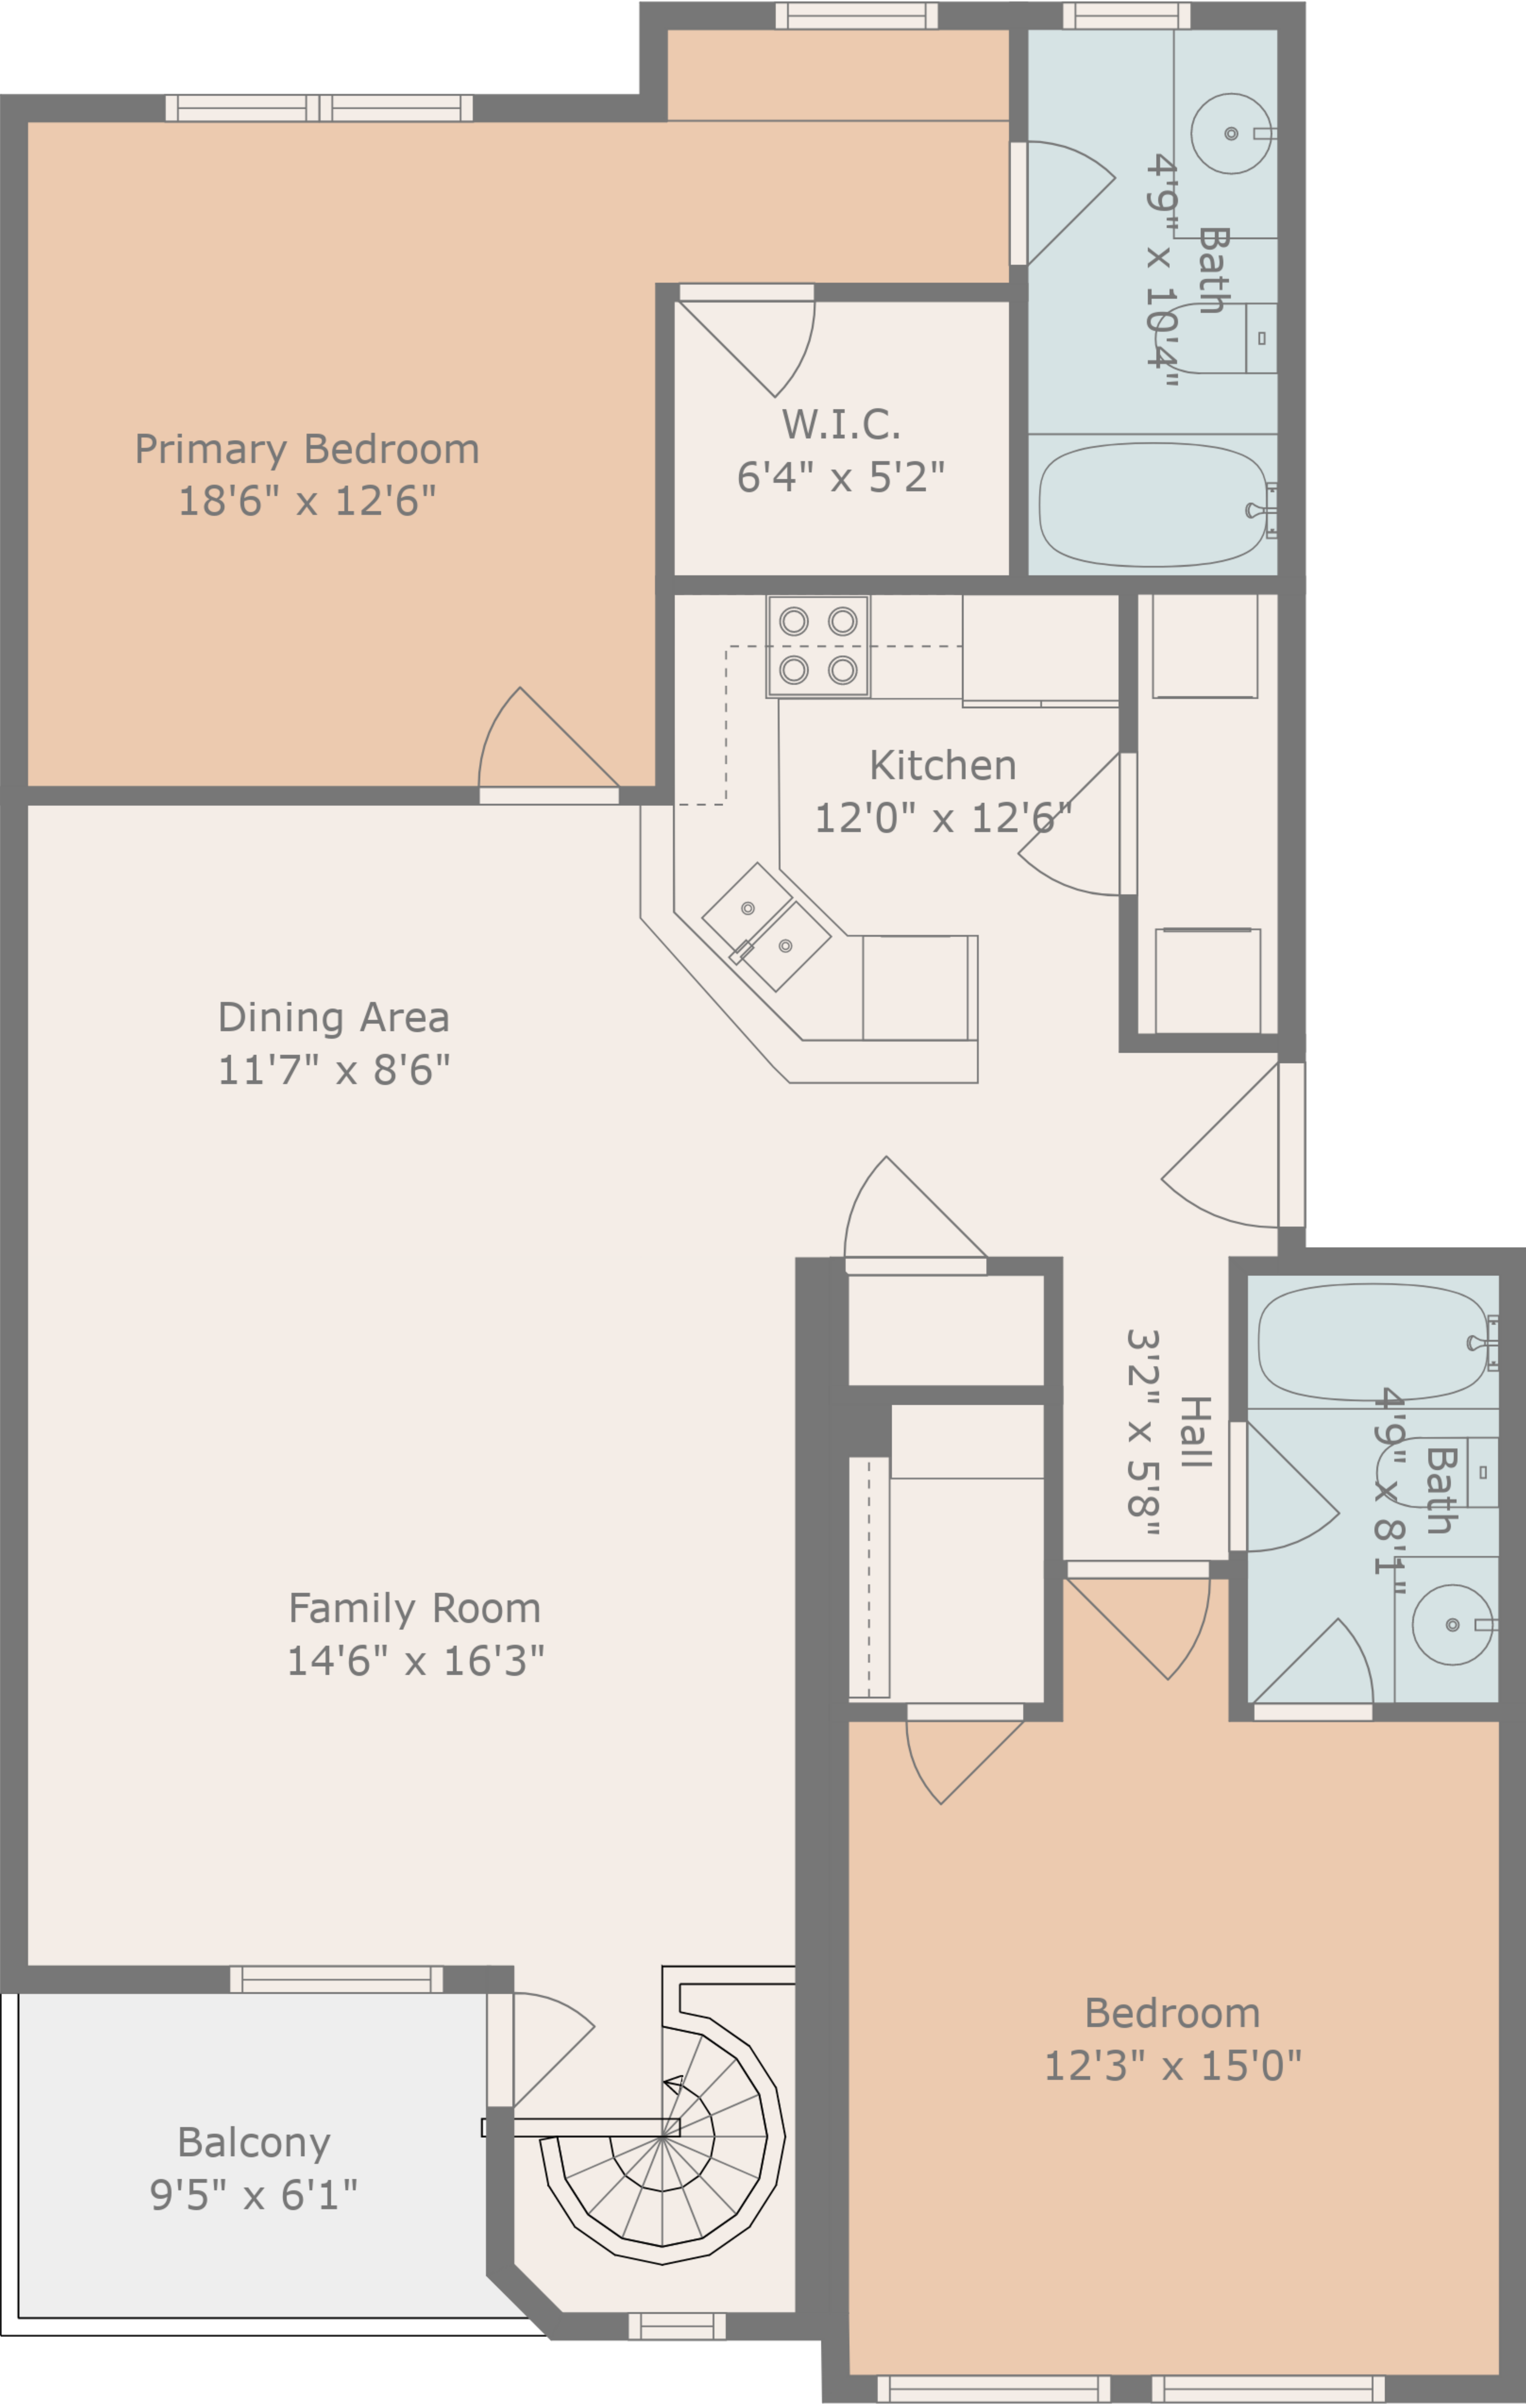 Bath
4'9" x 10'4"
Primary Bedroom
18'6" x 12'6"
W.I.C.
6'4" x 5'2"
Kitchen
12'0" x 12'6"
Dining Area
11'7" x 8'6"
Hall
3'2" x 5'8"
Bath
4'9" x 8'1"
Family Room
14'6" x 16'3"
Bedroom
12'3" x 15'0"
Balcony
9'5" x 6'1"